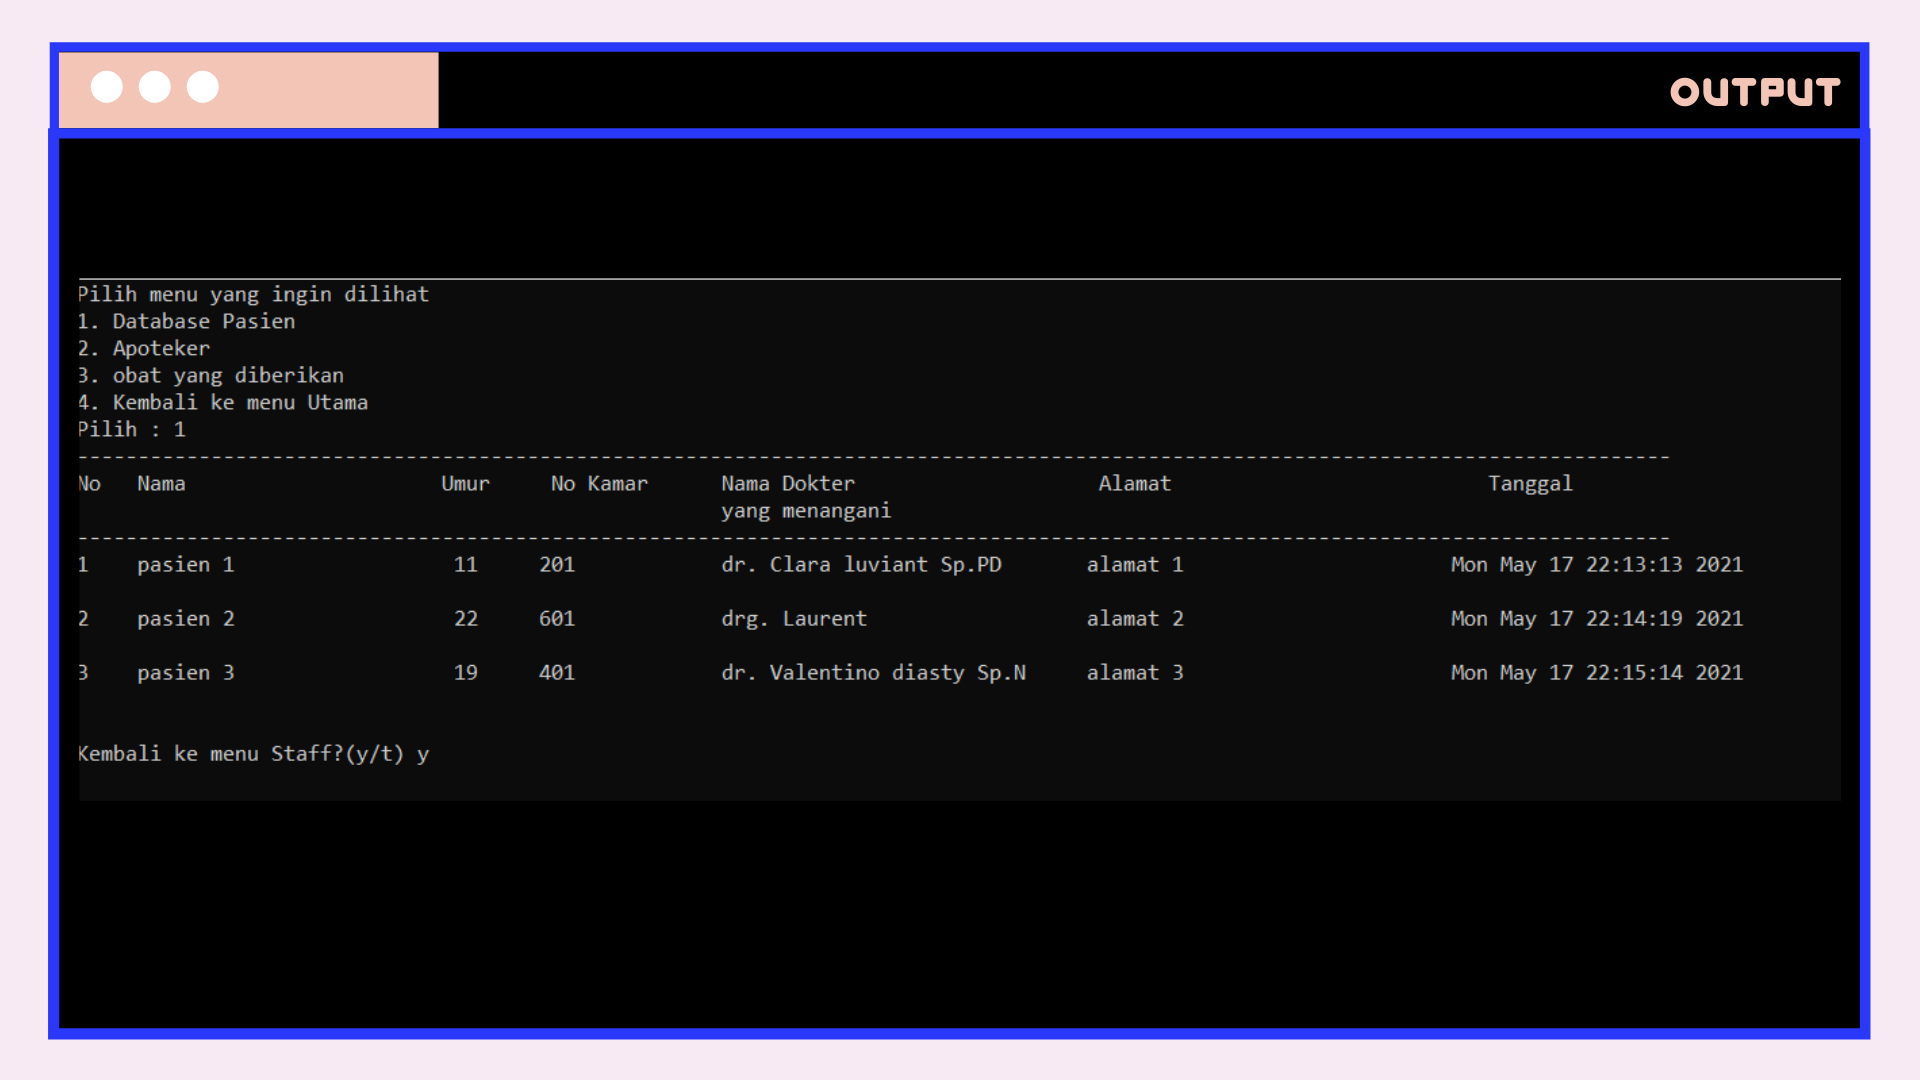 OUTPUT
Pilih menu yang ingin dilihat
1. Database Pasien
2. Apoteker
3. obat yang diberikan
4. Kembali ke menu Utama
Pilih : 1
-----------------------------------------------------------------------------------------------------------------------------------
No Nama Umur No Kamar Nama Dokter Alamat Tanggal
yang menangani
-----------------------------------------------------------------------------------------------------------------------------------
1 pasien 1 11 201 dr. Clara luviant Sp.PD alamat 1 Mon May 17 22:13:13 2021
2 pasien 2 22 601 drg. Laurent alamat 2 Mon May 17 22:14:19 2021
3 pasien 3 19 401 dr. Valentino diasty Sp.N alamat 3 Mon May 17 22:15:14 2021
Kembali ke menu Staff?(y/t) y